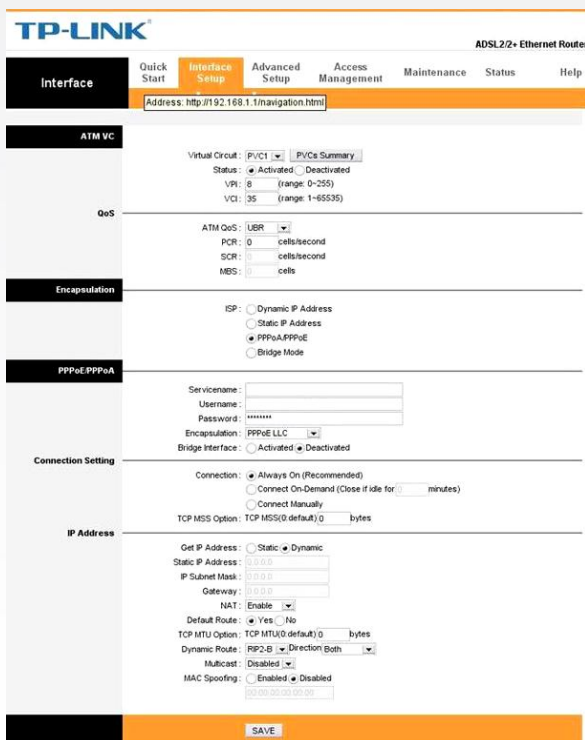 TP-LINK®
ADSL2/2+ Ethernet Router
Interface
Quick Start
Interface Setup
Advanced Setup
Access Management
Maintenance
Status
Help
Address: http://192.168.1.1/navigation.html
ATM VC
Virtual Circuit : PVC1 PVCs Summary
Status : Activated Deactivated
VPI : 8 (range: 0~255)
VCI : 35 (range: 1~65535)
QoS
ATM QoS : UBR
PCR : 0 cells/second
SCR : 0 cells/second
MBS : 0 cells
Encapsulation
ISP : Dynamic IP Address
Static IP Address
PPPoA/PPPoE
Bridge Mode
PPPoE/PPPoA
Servicename :
Username :
Password : ********
Encapsulation : PPPoE LLC
Bridge Interface : Activated Deactivated
Connection Setting
Connection : Always On (Recommended)
Connect On-Demand (Close if idle for 0 minutes)
Connect Manually
TCP MSS Option : TCP MSS(0:default) 0 bytes
IP Address
Get IP Address : Static Dynamic
Static IP Address : 0.0.0.0
IP Subnet Mask : 0.0.0.0
Gateway : 0.0.0.0
NAT : Enable
Default Route : Yes No
TCP MTU Option : TCP MTU(0:default) 0 bytes
Dynamic Route : RIP2-B Direction Both
Multicast : Disabled
MAC Spoofing : Enabled Disabled
00:00:00:00:00:00
SAVE